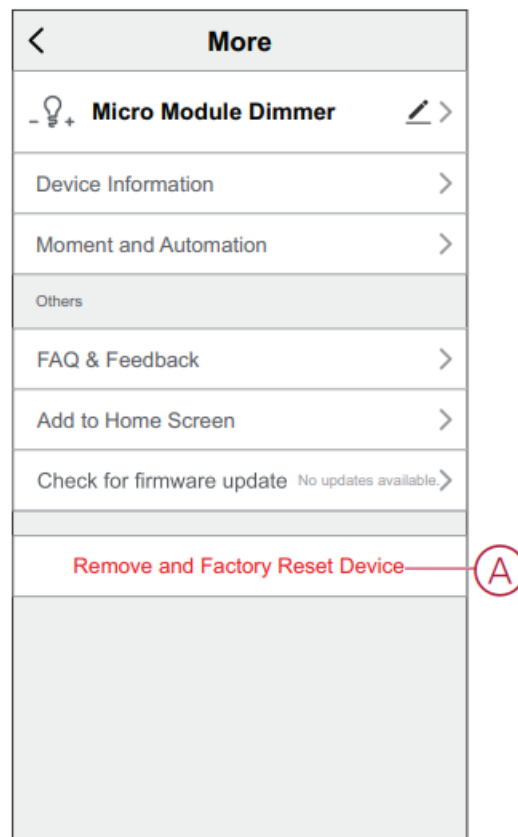 More
Micro Module Dimmer
Device Information
Moment and Automation
Others
FAQ & Feedback
Add to Home Screen
Check for firmware update No updates available.
Remove and Factory Reset Device
A